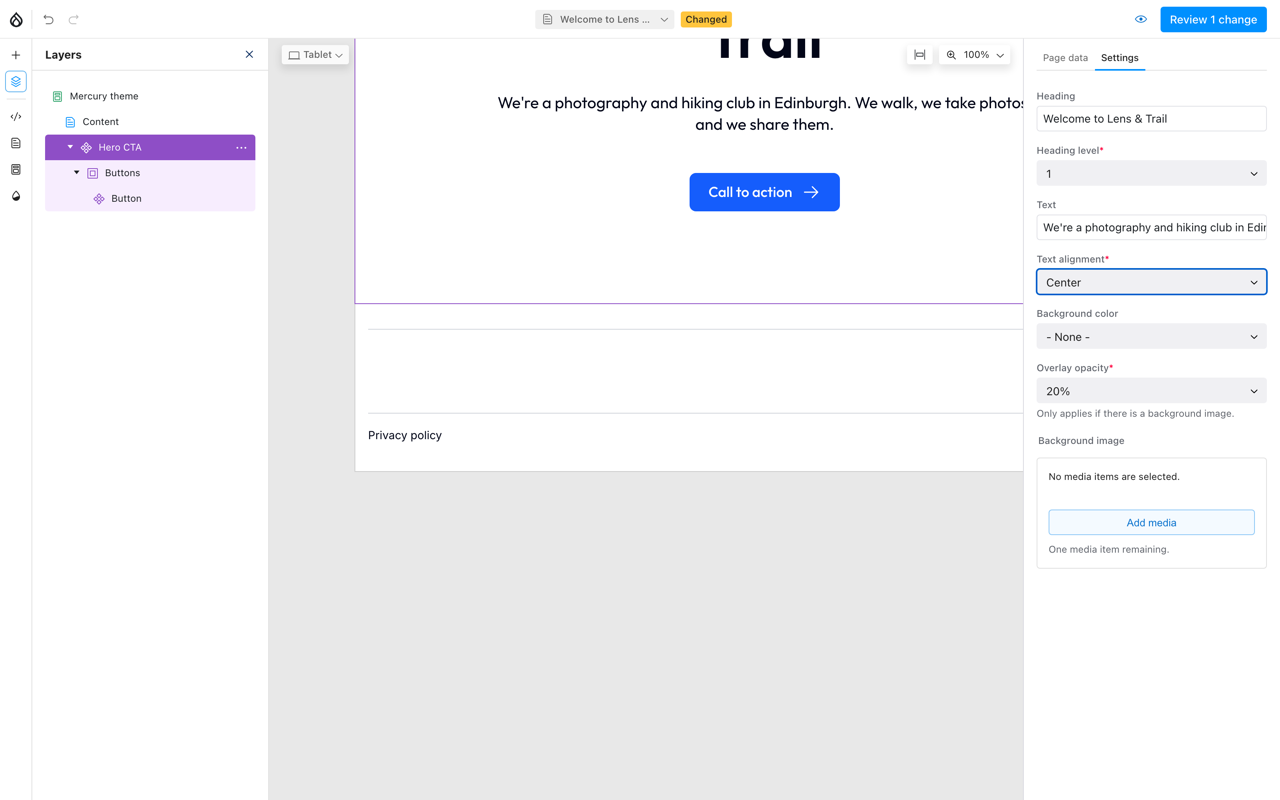 Welcome to Lens ...
Changed
Review 1 change
Layers
Mercury theme
Content
Hero CTA
Buttons
Button
Tablet
100%
Trail
We're a photography and hiking club in Edinburgh. We walk, we take photos
and we share them.
Call to action
Privacy policy
Page data
Settings
Heading
Welcome to Lens & Trail
Heading level*
1
Text
We're a photography and hiking club in Edin
Text alignment*
Center
Background color
- None -
Overlay opacity*
20%
Only applies if there is a background image.
Background image
No media items are selected.
Add media
One media item remaining.